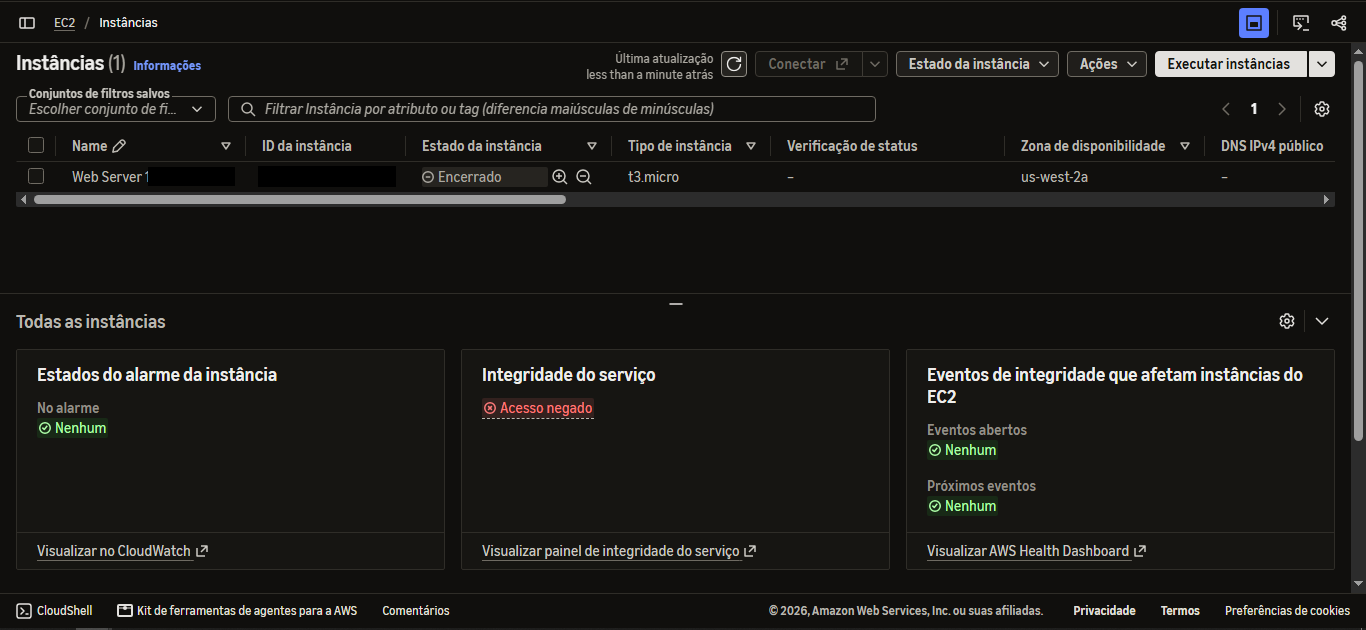 EC2 / Instâncias
Instâncias (1) Informações
Última atualização
less than a minute atrás
Conectar
Estado da instância
Ações
Executar instâncias
Conjuntos de filtros salvos
Escolher conjunto de fi...
Filtrar Instância por atributo ou tag (diferencia maiúsculas de minúsculas)
1
Name ID da instância Estado da instância Tipo de instância Verificação de status Zona de disponibilidade DNS IPv4 público
Web Server 1 Encerrado t3.micro – us-west-2a –
Todas as instâncias
Estados do alarme da instância
No alarme
Nenhum
Visualizar no CloudWatch
Integridade do serviço
Acesso negado
Visualizar painel de integridade do serviço
Eventos de integridade que afetam instâncias do
EC2
Eventos abertos
Nenhum
Próximos eventos
Nenhum
Visualizar AWS Health Dashboard
CloudShell Kit de ferramentas de agentes para a AWS Comentários © 2026, Amazon Web Services, Inc. ou suas afiliadas. Privacidade Termos Preferências de cookies